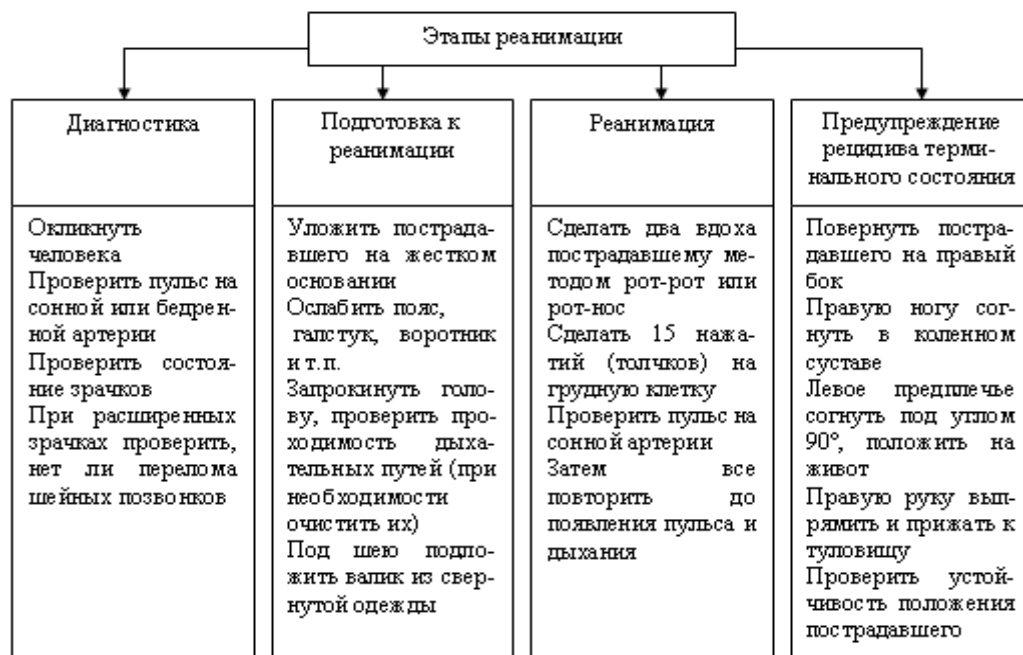 Этапы реанимации
Диагностика
Окликнуть
человека
Проверить пульс на
сонной или бедрен-
ной артерии
Проверить состоя-
ние зрачков
При расширенных
зрачках проверить,
нет ли перелома
шейных позвонков
Подготовка к
реанимации
Уложить пострада-
вшего на жестком
основании
Ослабить пояс,
галстук, воротник
и т.п.
Запрокинуть голо-
ву, проверить про-
ходимость дыха-
тельных путей (при
необходимости
очистить их)
Под шею подло-
жить валик из свер-
нутой одежды
Реанимация
Сделать два вдоха
пострадавшему ме-
тодом рот-рот или
рот-нос
Сделать 15 нажа-
тий (толчков) на
грудную клетку
Проверить пульс на
сонной артерии
Затем все
повторить до
появления пульса и
дыхания
Предупреждение
рецидива терми-
нального состояния
Повернуть постра-
давшего на правый
бок
Правую ногу сог-
нуть в коленном
суставе
Левое предплечье
согнуть под углом
90°, положить на
живот
Правую руку вып-
рямить и прижать к
туловищу
Проверить устой-
чивость положения
пострадавшего